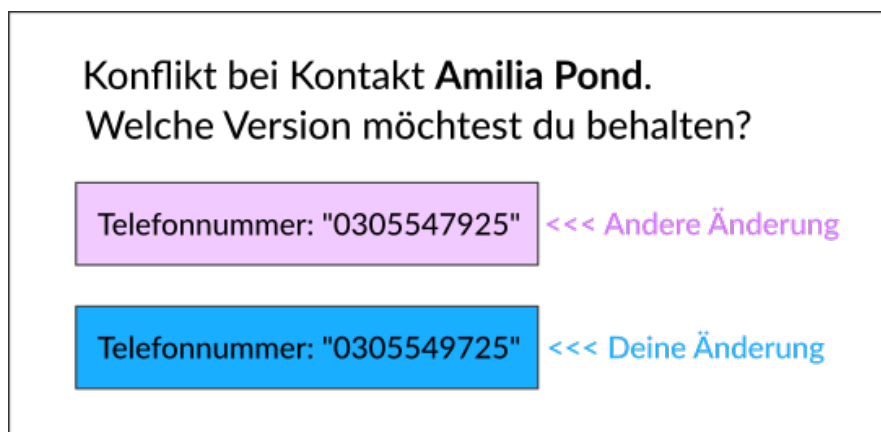 Konflikt bei Kontakt Amilia Pond.
Welche Version möchtest du behalten?
Telefonnummer: "0305547925" <<< Andere Änderung
Telefonnummer: "0305549725" <<< Deine Änderung